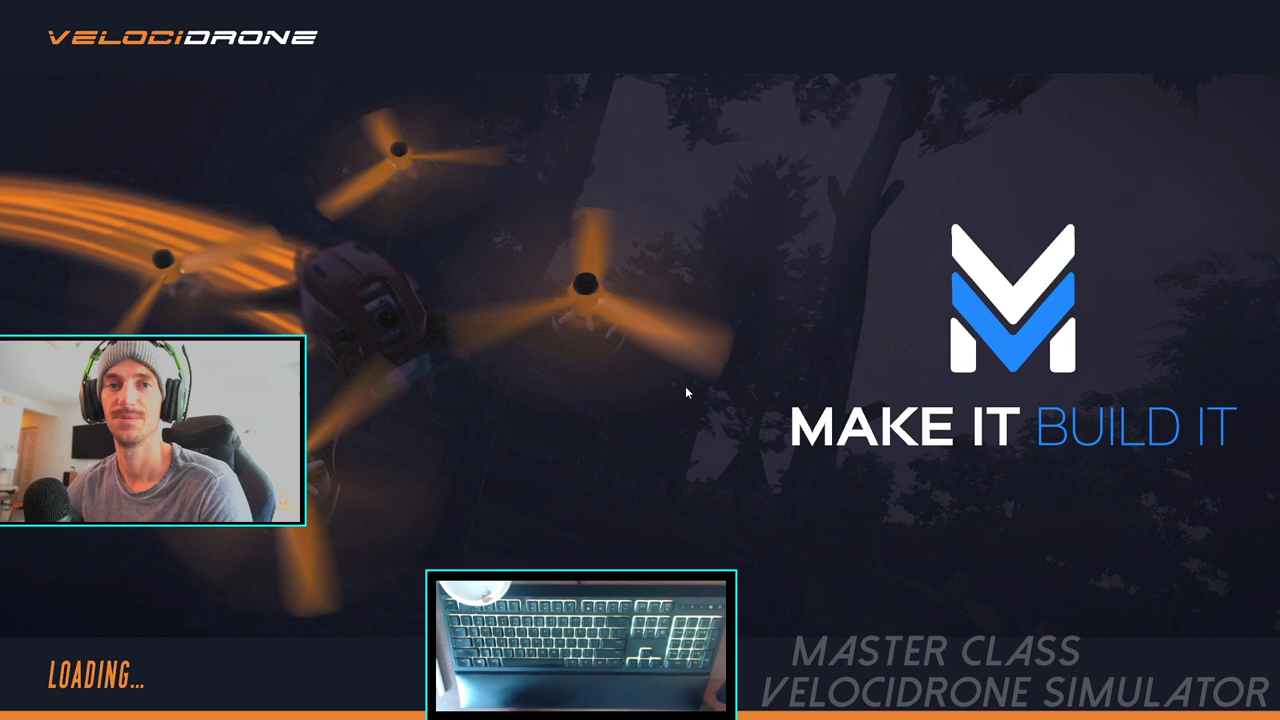 VELOCIDRONE
MAKE IT BUILD IT
LOADING...
MASTER CLASS
VELOCIDRONE SIMULATOR